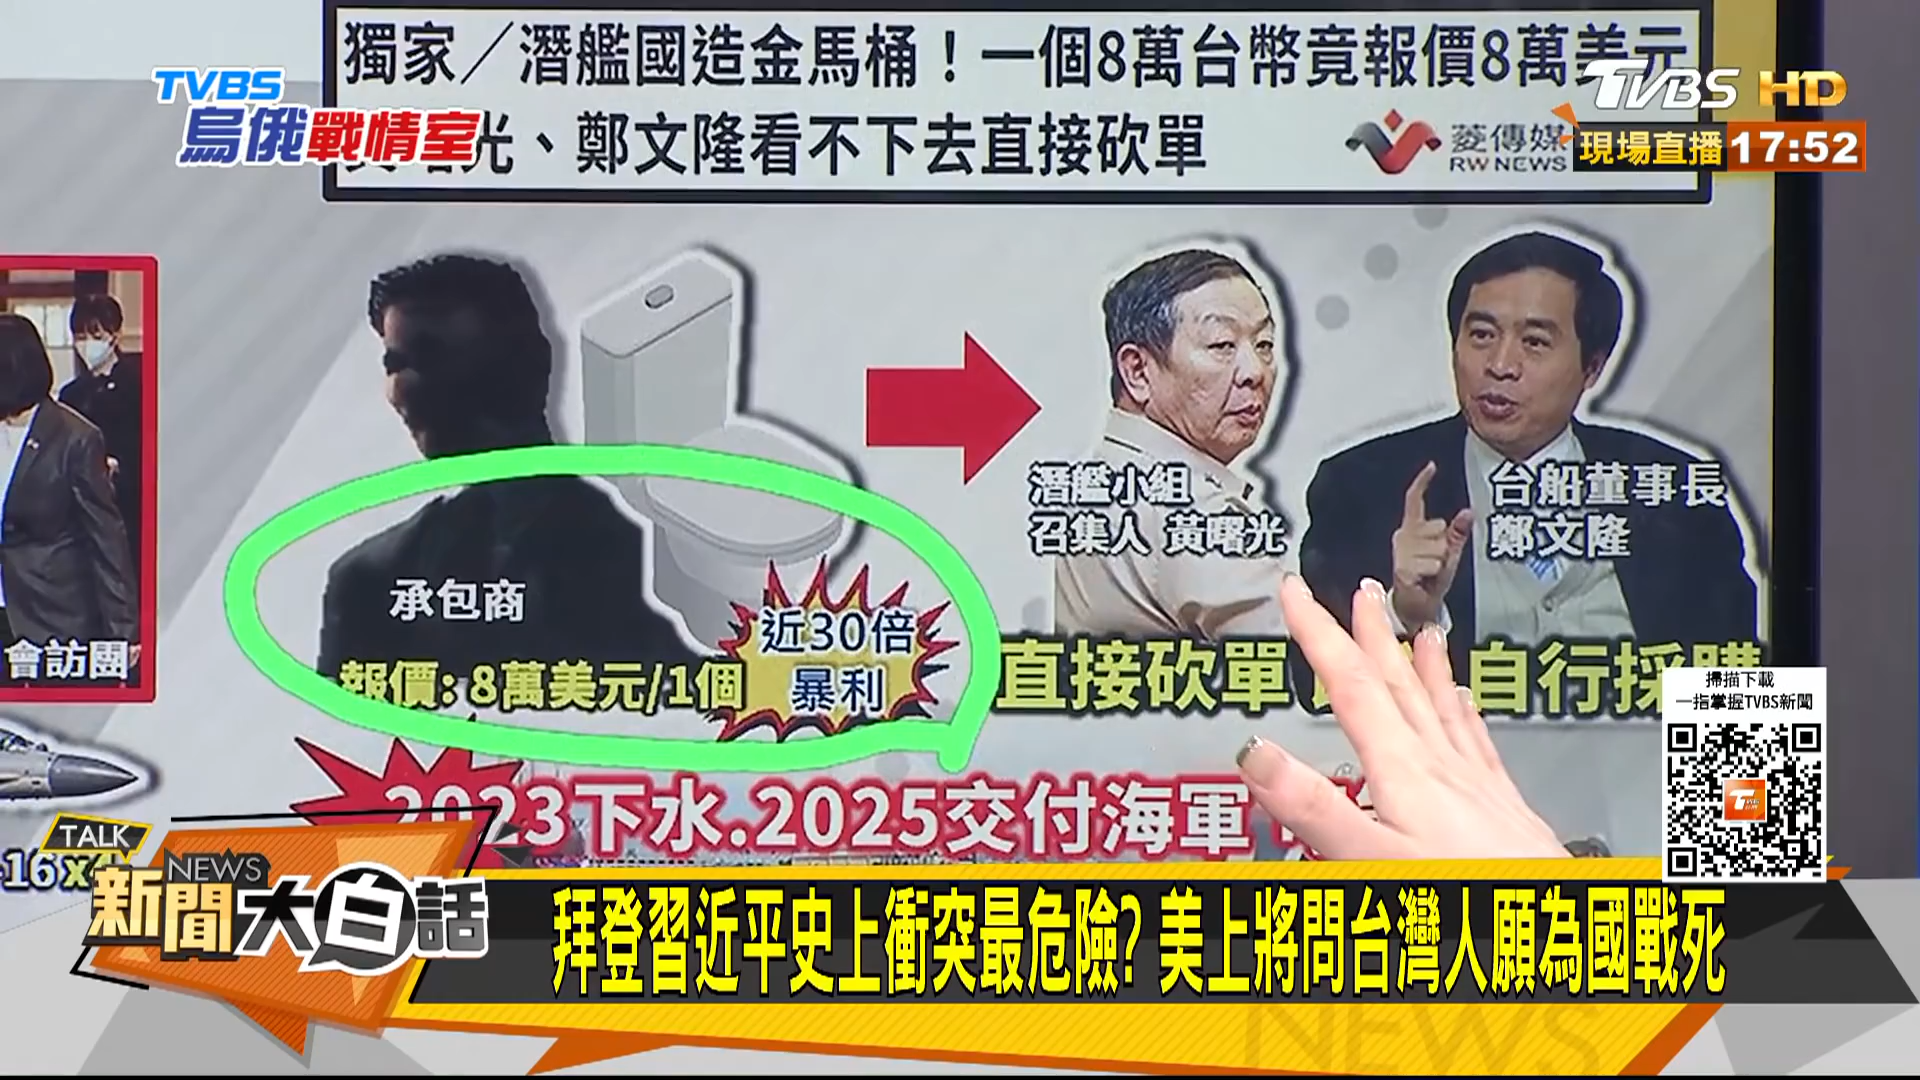 獨家／潛艦國造金馬桶！一個8萬台幣竟報價8萬美元
光、鄭文隆看不下去直接砍單
TVBS
烏俄戰情室
TVBS HD
菱傳媒
RW NEWS
現場直播 17:52
潛艦小組
召集人 黃曙光
台船董事長
鄭文隆
承包商
近30倍
暴利
報價: 8萬美元/1個
直接砍單
自行採購
會訪團
掃描下載
一指掌握TVBS新聞
2023下水.2025交付海軍
TALK
NEWS
新聞大白話
拜登習近平史上衝突最危險? 美上將問台灣人願為國戰死
NEWS